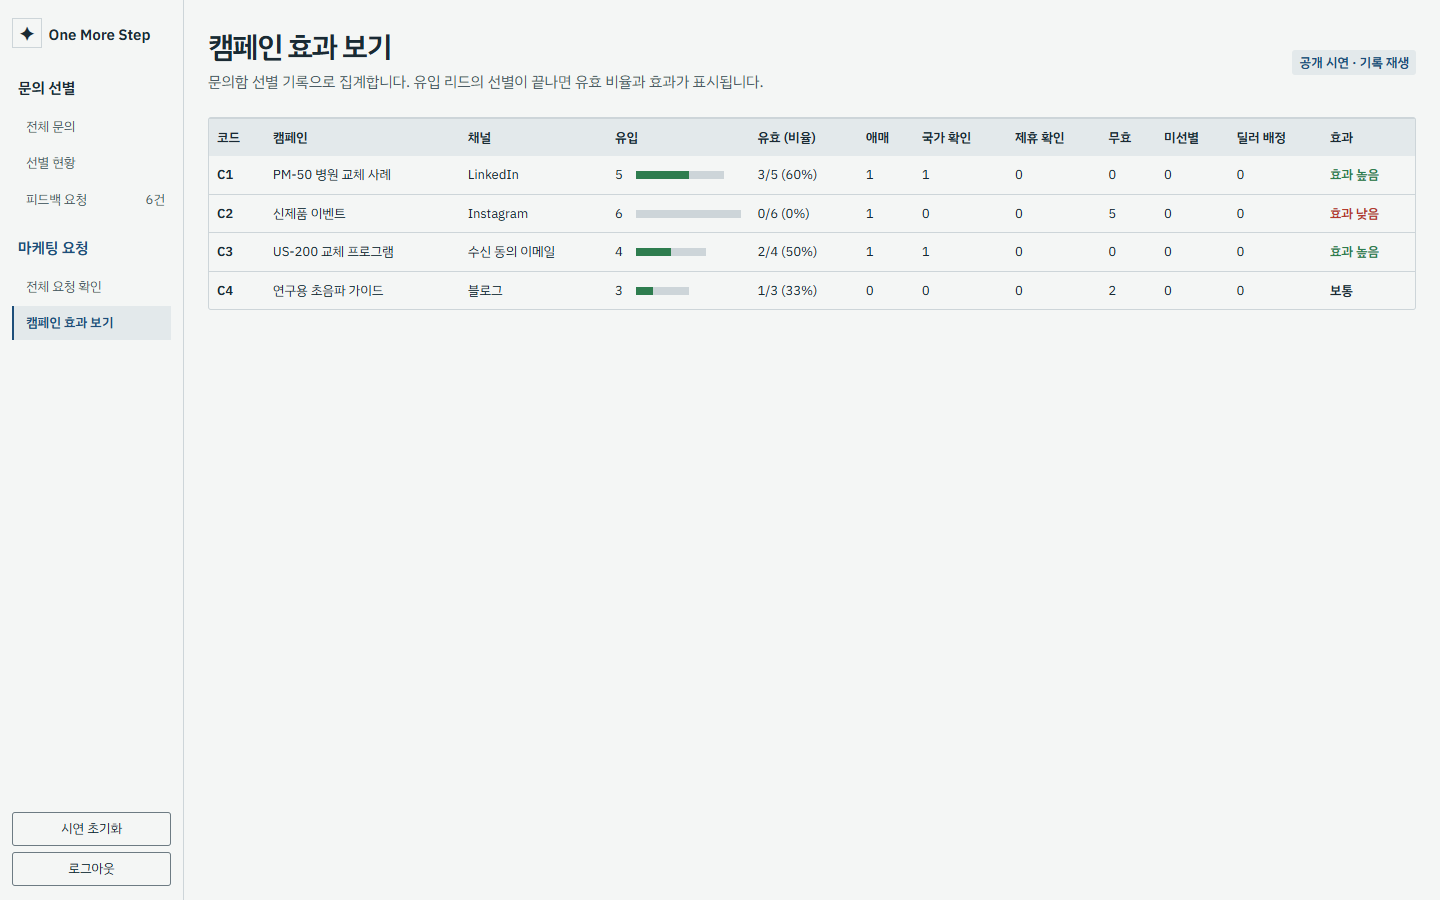 One More Step
문의 선별
전체 문의
선별 현황
피드백 요청 6건
마케팅 요청
전체 요청 확인
캠페인 효과 보기
시연 초기화
로그아웃
캠페인 효과 보기
문의함 선별 기록으로 집계합니다. 유입 리드의 선별이 끝나면 유효 비율과 효과가 표시됩니다.
공개 시연 · 기록 재생
코드 캠페인 채널 유입 유효 (비율) 애매 국가 확인 제휴 확인 무효 미선별 딜러 배정 효과
C1 PM-50 병원 교체 사례 LinkedIn 5 3/5 (60%) 1 1 0 0 0 0 효과 높음
C2 신제품 이벤트 Instagram 6 0/6 (0%) 1 0 0 5 0 0 효과 낮음
C3 US-200 교체 프로그램 수신 동의 이메일 4 2/4 (50%) 1 1 0 0 0 0 효과 높음
C4 연구용 초음파 가이드 블로그 3 1/3 (33%) 0 0 0 2 0 0 보통